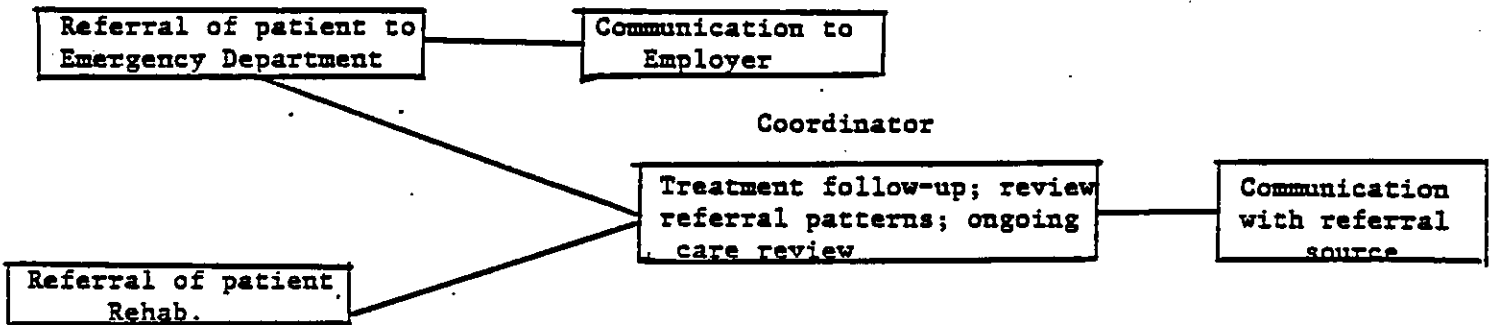 Referral of patient to
Emergency Department
Communication to
Employer
Coordinator
Treatment follow-up; review
referral patterns; ongoing
care review
Communication
with referral
source
Referral of patient
Rehab.